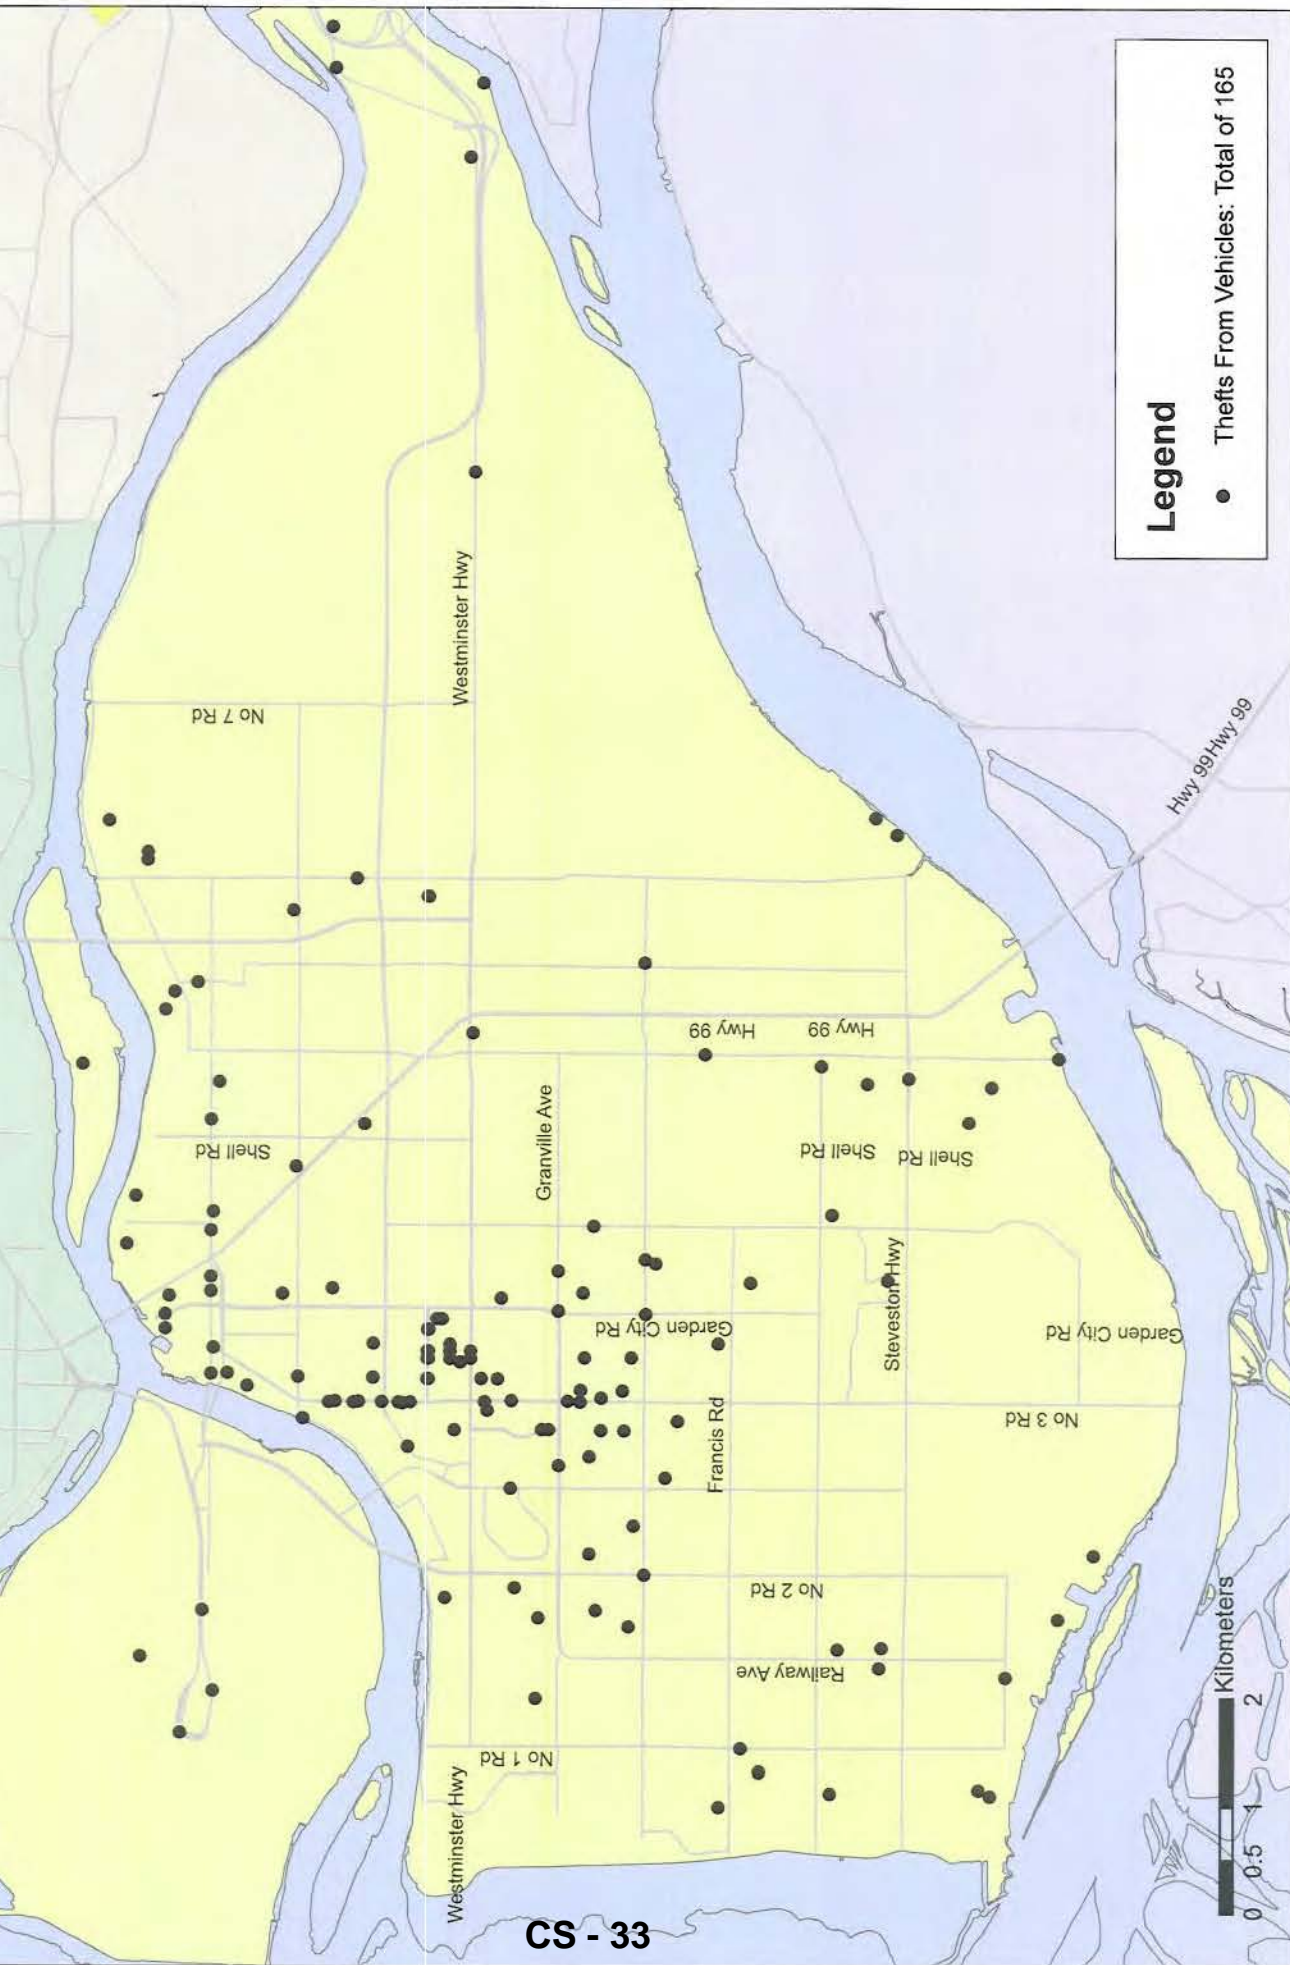 Legend
Thefts From Vehicles: Total of 165
Westminster Hwy
No 7 Rd
Hwy 99
Hwy 99
Hwy 99
Hwy 99
Granville Ave
Shell Rd
Shell Rd
Shell Rd
Steveston Hwy
Garden City Rd
Garden City Rd
No 3 Rd
Francis Rd
No 2 Rd
Railway Ave
No 1 Rd
Westminster Hwy
Kilometers
0 0.5 1 2
CS - 33